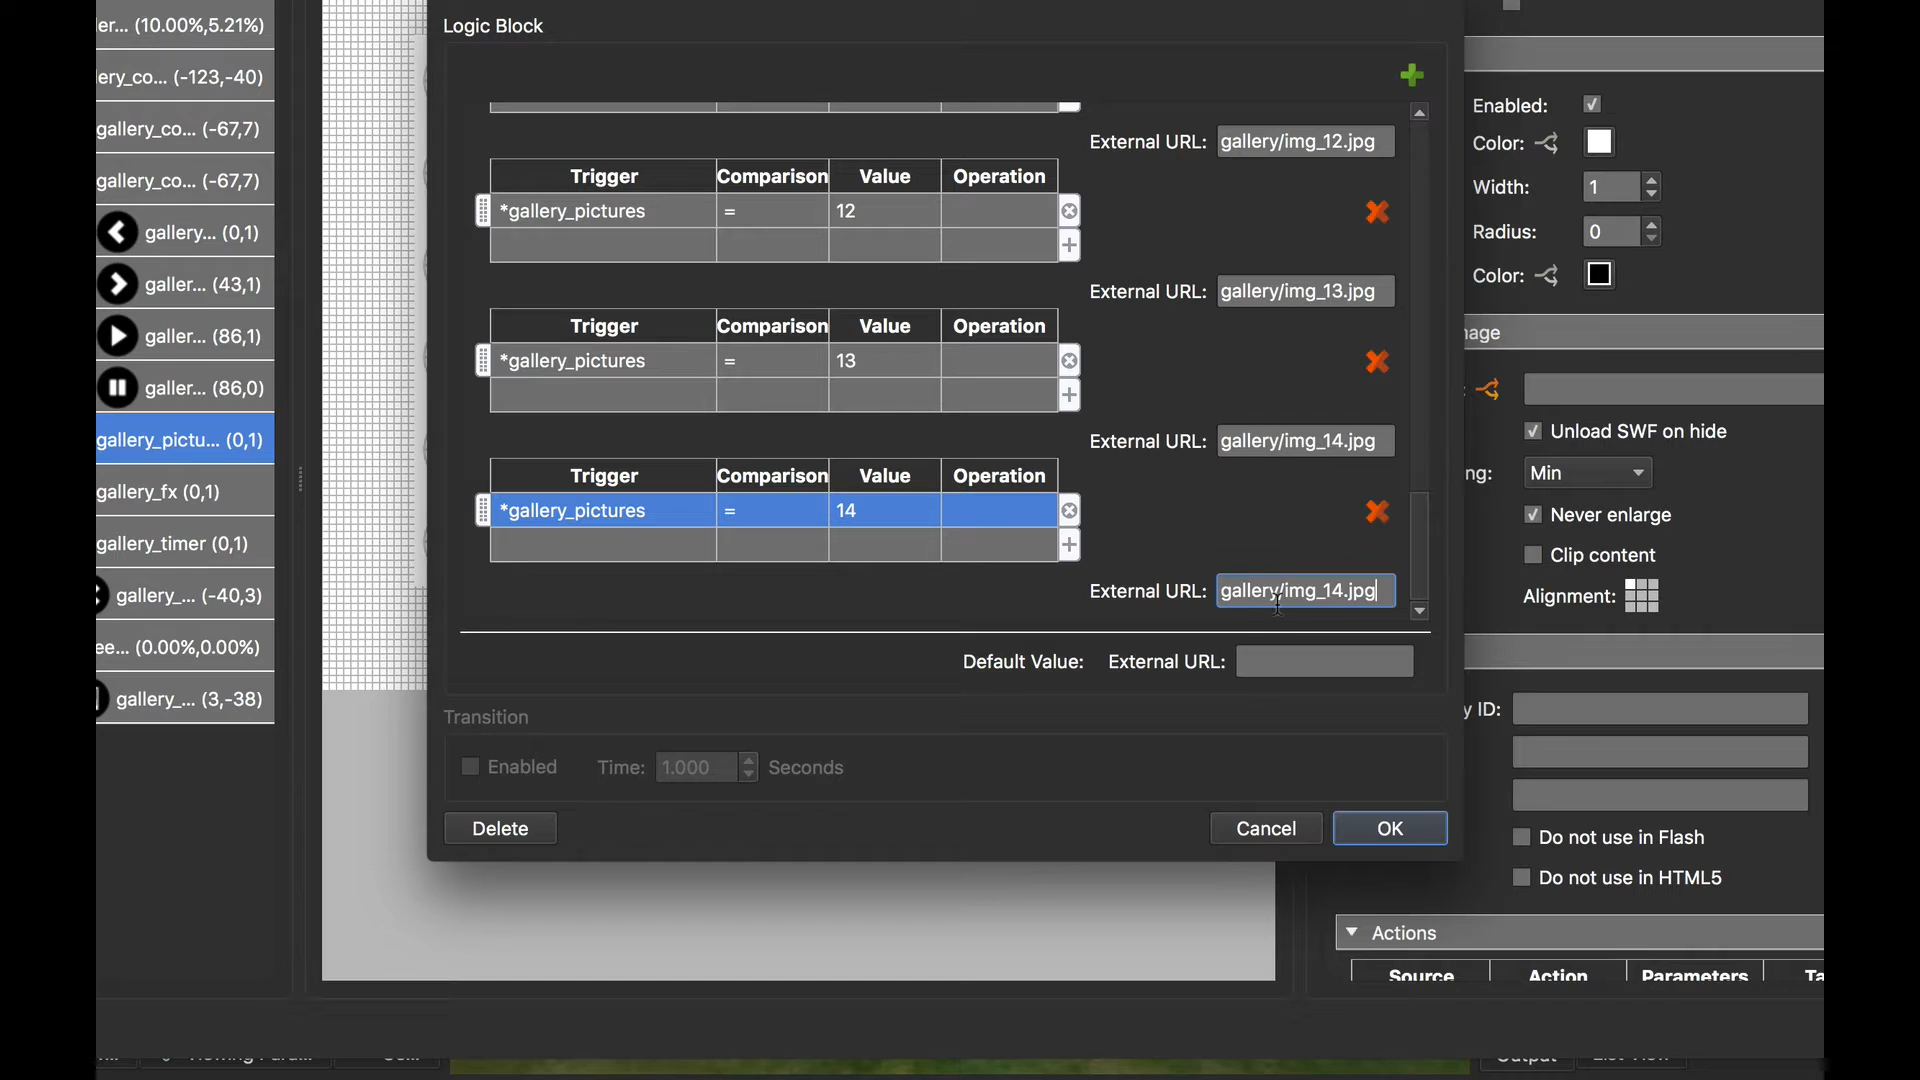 ler... (10.00%,5.21%)
lery_co... (-123,-40)
gallery_co... (-67,7)
gallery_co... (-67,7)
gallery... (0,1)
galler... (43,1)
galler... (86,1)
galler... (86,0)
gallery_pictu... (0,1)
gallery_fx (0,1)
gallery_timer (0,1)
gallery_... (-40,3)
ee... (0.00%,0.00%)
gallery_... (3,-38)
Logic Block
External URL: gallery/img_12.jpg
Trigger Comparison Value Operation
*gallery_pictures = 12
External URL: gallery/img_13.jpg
Trigger Comparison Value Operation
*gallery_pictures = 13
External URL: gallery/img_14.jpg
Trigger Comparison Value Operation
*gallery_pictures = 14
External URL: gallery/img_14.jpg
Default Value: External URL:
Transition
Enabled Time: 1.000 Seconds
Delete Cancel OK
Enabled:
Color:
Width: 1
Radius: 0
Color:
mage
Unload SWF on hide
ng: Min
Never enlarge
Clip content
Alignment:
y ID:
Do not use in Flash
Do not use in HTML5
Actions
Source Action Parameters Ta